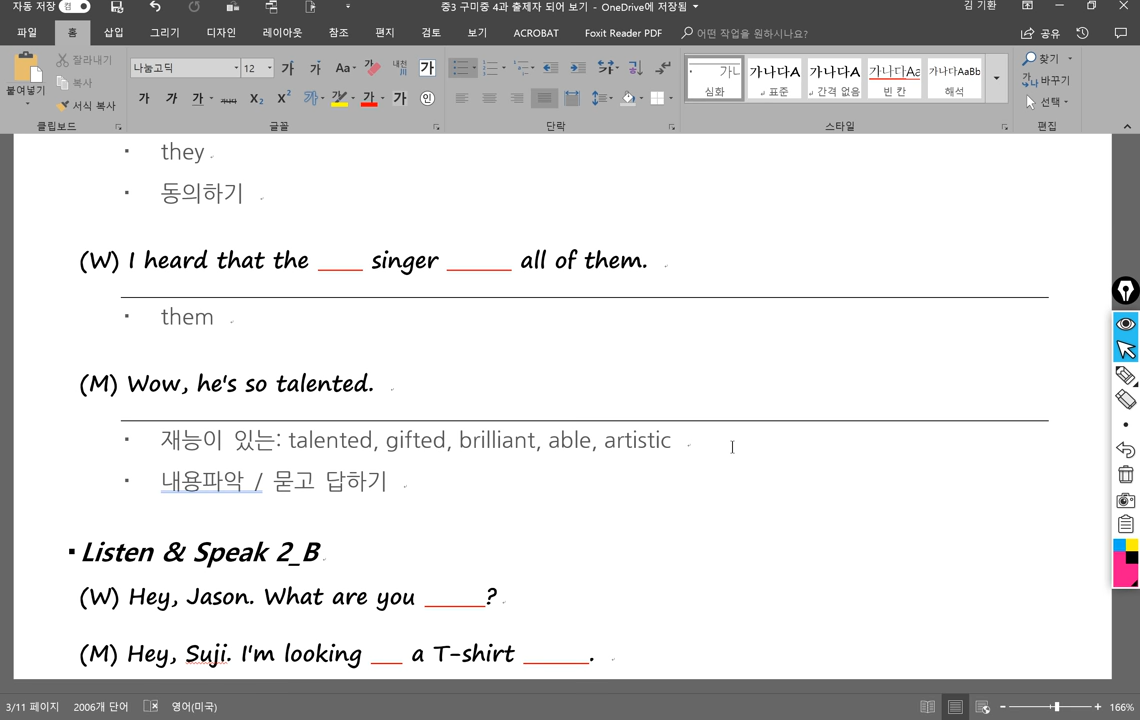 자동 저장 켬
중3 구미중 4과 출제자 되어 보기 - OneDrive에 저장됨
김 기환
파일 홈 삽입 그리기 디자인 레이아웃 참조 편지 검토 보기 ACROBAT Foxit Reader PDF 어떤 작업을 원하시나요? 공유
붙여넣기
잘라내기
복사
서식 복사
클립보드
나눔고딕 12
글꼴
단락
심화
가나다A 표준
가나다A 간격 없음
가나다Aa 빈 칸
가나다AaBb 해석
스타일
찾기
바꾸기
선택
편집
they
동의하기
(W) I heard that the ____ singer ______ all of them.
them
(M) Wow, he's so talented.
재능이 있는: talented, gifted, brilliant, able, artistic
내용파악 / 묻고 답하기
Listen & Speak 2_B
(W) Hey, Jason. What are you ______?
(M) Hey, Suji. I'm looking ___ a T-shirt ______.
3/11 페이지 2006개 단어 영어(미국) 166%